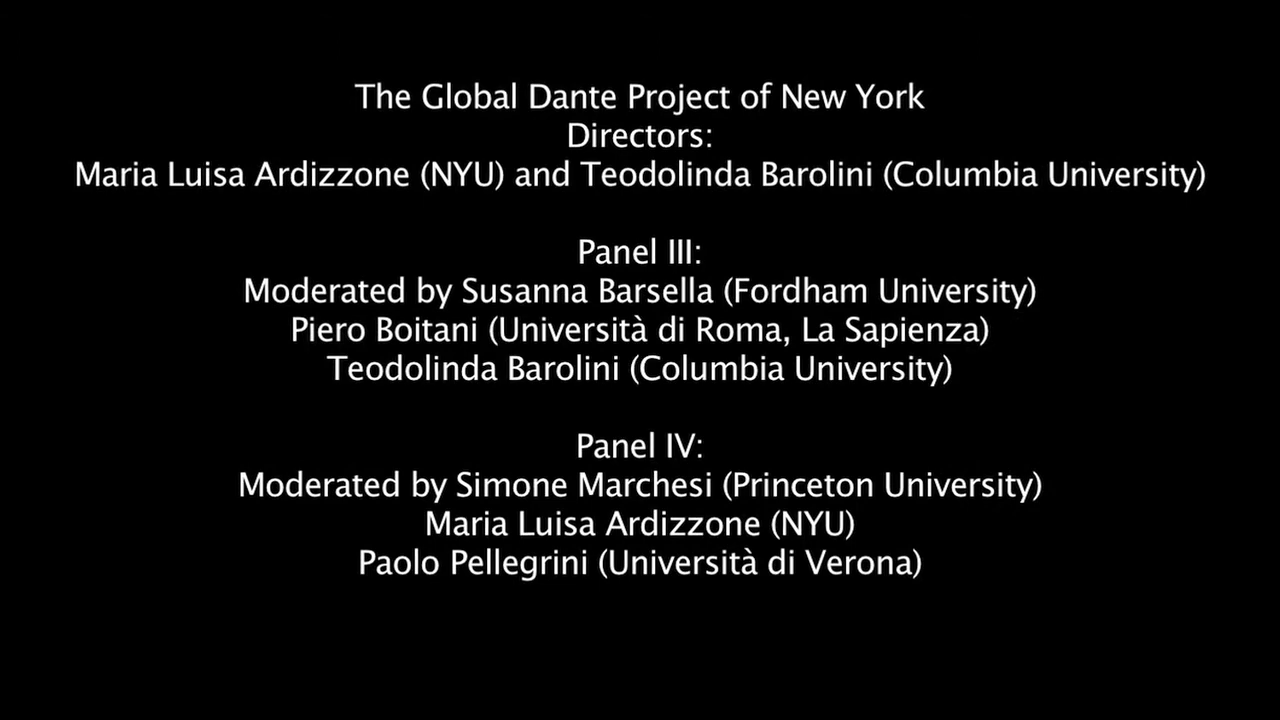 The Global Dante Project of New York
Directors:
Maria Luisa Ardizzone (NYU) and Teodolinda Barolini (Columbia University)
Panel III:
Moderated by Susanna Barsella (Fordham University)
Piero Boitani (Università di Roma, La Sapienza)
Teodolinda Barolini (Columbia University)
Panel IV:
Moderated by Simone Marchesi (Princeton University)
Maria Luisa Ardizzone (NYU)
Paolo Pellegrini (Università di Verona)